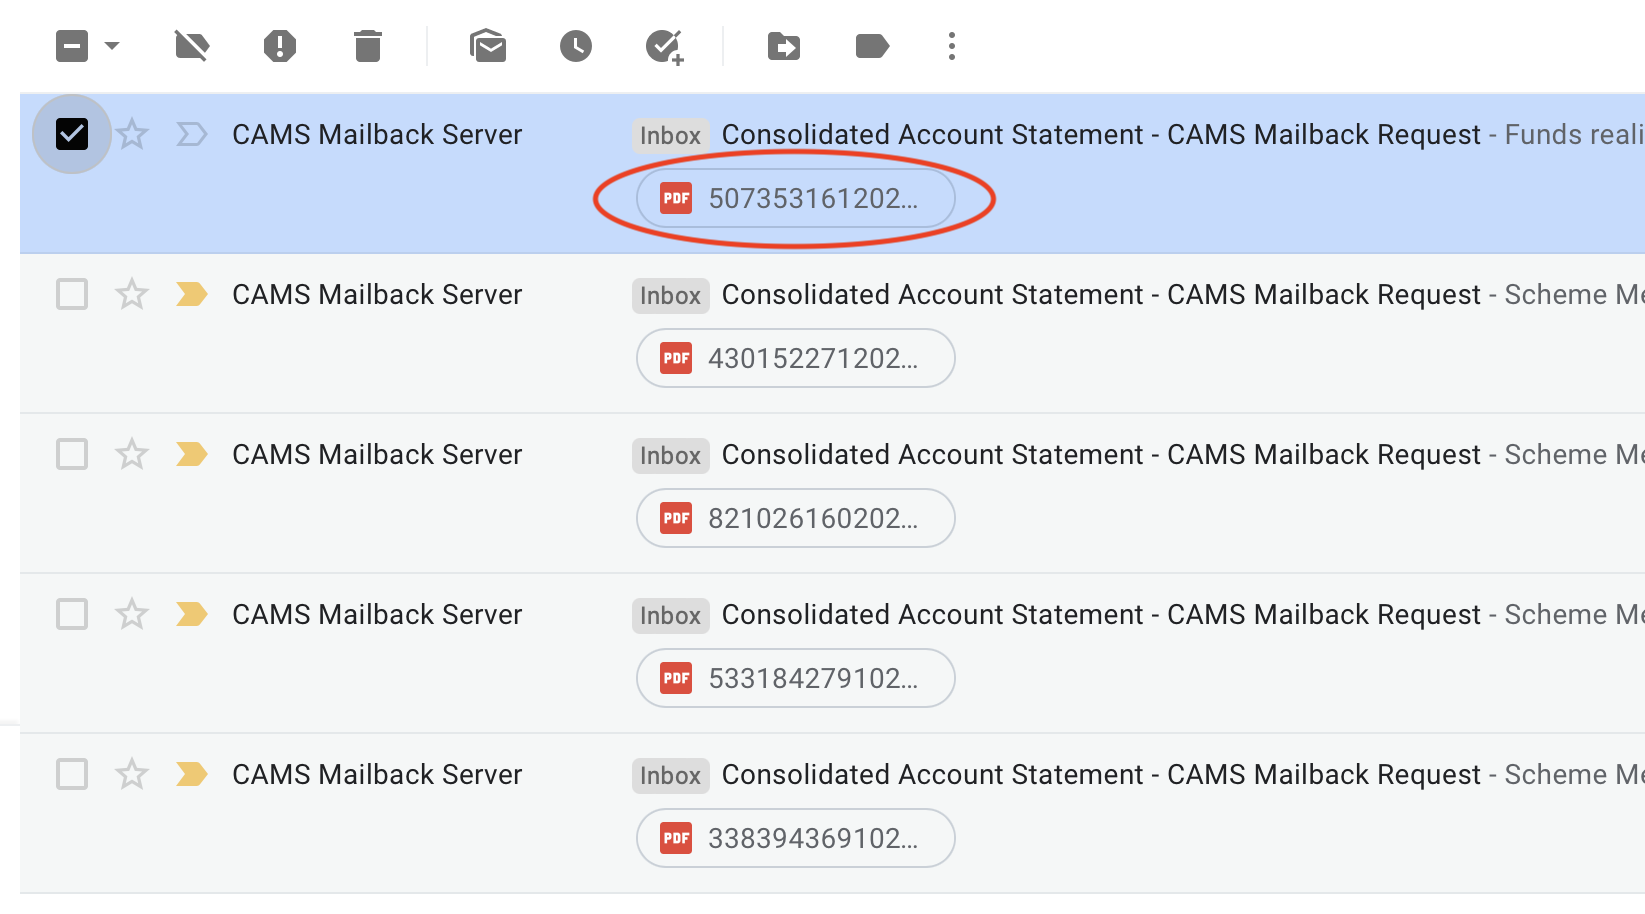 CAMS Mailback Server Inbox Consolidated Account Statement - CAMS Mailback Request - Funds reali
PDF 507353161202...
CAMS Mailback Server Inbox Consolidated Account Statement - CAMS Mailback Request - Scheme Me
PDF 430152271202...
CAMS Mailback Server Inbox Consolidated Account Statement - CAMS Mailback Request - Scheme Me
PDF 821026160202...
CAMS Mailback Server Inbox Consolidated Account Statement - CAMS Mailback Request - Scheme Me
PDF 533184279102...
CAMS Mailback Server Inbox Consolidated Account Statement - CAMS Mailback Request - Scheme Me
PDF 338394369102...